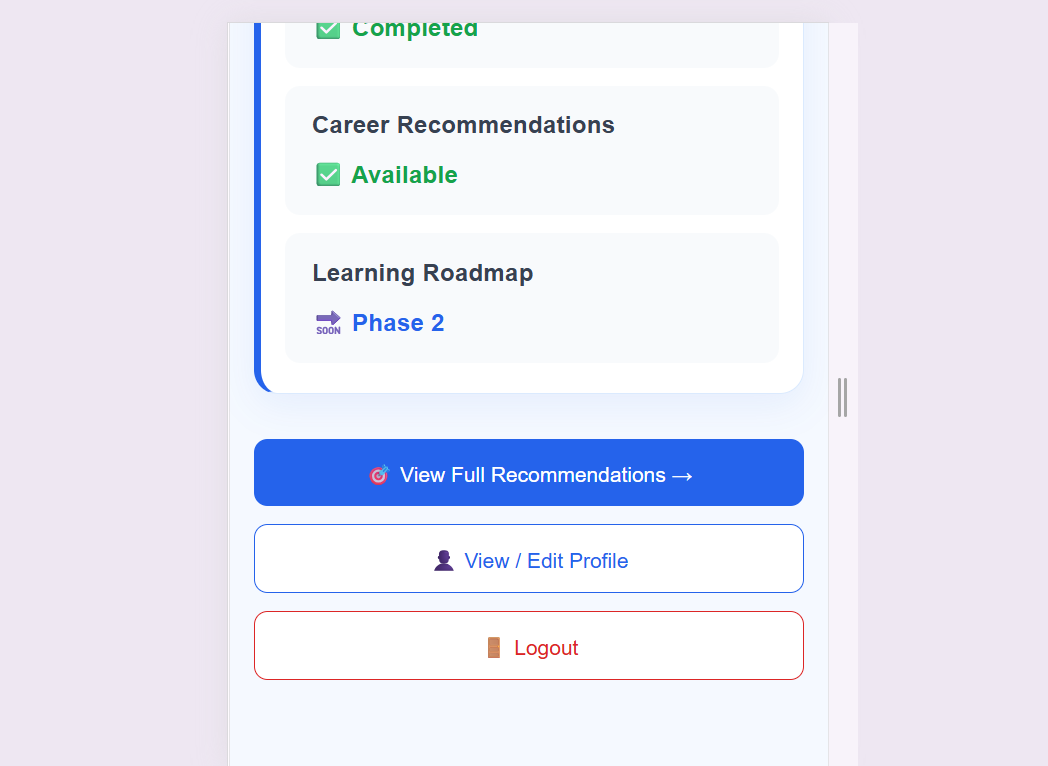 Completed
Career Recommendations
Available
Learning Roadmap
SOON Phase 2
View Full Recommendations →
View / Edit Profile
Logout